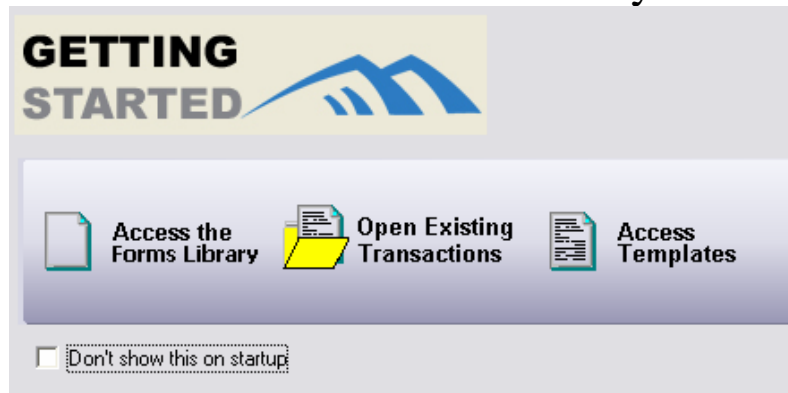 GETTING
STARTED
Access the
Forms Library
Open Existing
Transactions
Access
Templates
Don't show this on startup